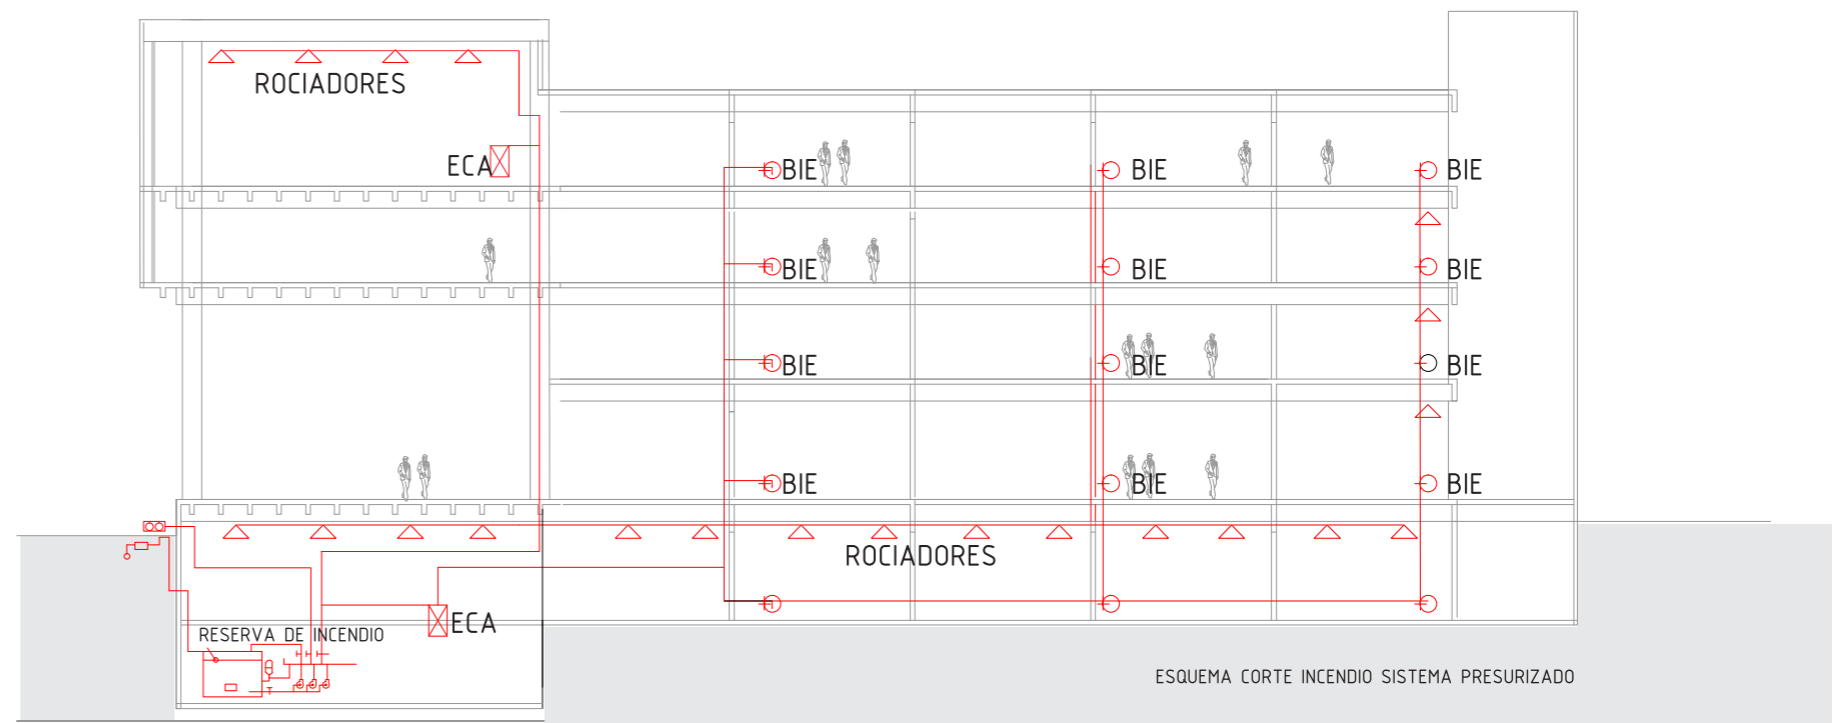 ROCIADORES
ECA
BIE BIE BIE
BIE BIE BIE
BIE BIE BIE
BIE BIE BIE
ROCIADORES
ECA
RESERVA DE INCENDIO
ESQUEMA CORTE INCENDIO SISTEMA PRESURIZADO